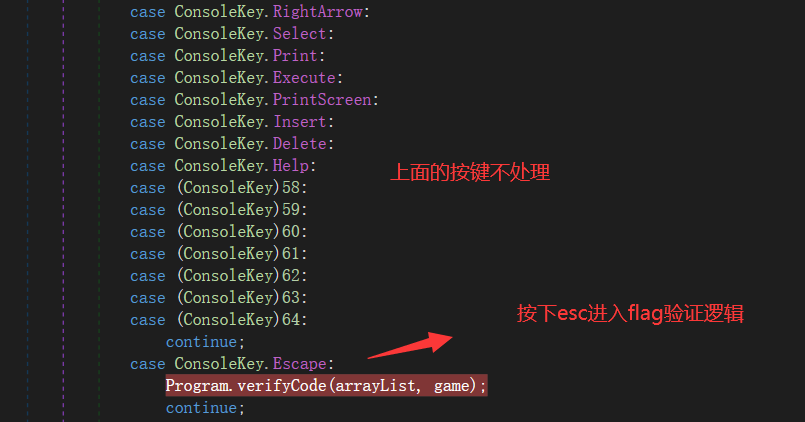 case ConsoleKey.RightArrow:
case ConsoleKey.Select:
case ConsoleKey.Print:
case ConsoleKey.Execute:
case ConsoleKey.PrintScreen:
case ConsoleKey.Insert:
case ConsoleKey.Delete:
case ConsoleKey.Help:
上面的按键不处理
case (ConsoleKey)58:
case (ConsoleKey)59:
case (ConsoleKey)60:
case (ConsoleKey)61:
case (ConsoleKey)62:
case (ConsoleKey)63:
按下esc进入flag验证逻辑
case (ConsoleKey)64:
continue;
case ConsoleKey.Escape:
Program.verifyCode(arrayList, game);
continue;